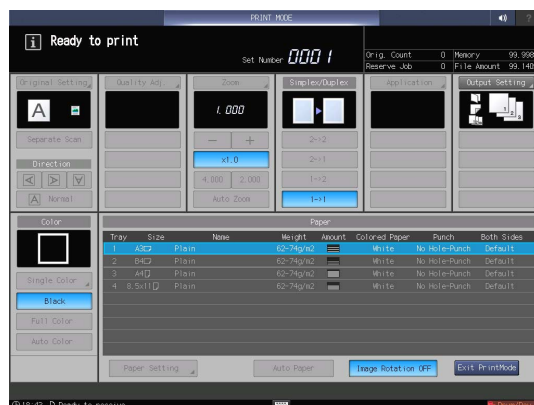 PRINT MODE
Ready to print
Set Number 0001
Orig. Count 0 Memory 99.998
Reserve Job 0 File Amount 99.140
Original Setting
Quality Adj.
Zoom
Simplex/Duplex
Application
Output Setting
A
1. 000
1 2 3
Separate Scan
- +
2->2
Direction
x1.0
2->1
4.000 2.000
1->2
A Normal
Auto Zoom
1->1
Color
Paper
Tray Size Name Weight Amount Colored Paper Punch Both Sides
1 A3 Plain 62-74g/m2 White No Hole-Punch Default
2 B4 Plain 62-74g/m2 White No Hole-Punch Default
3 A4 Plain 62-74g/m2 White No Hole-Punch Default
4 8.5x11 Plain 62-74g/m2 White No Hole-Punch Default
Single Color
Black
Full Color
Auto Color
Paper Setting
Auto Paper
Image Rotation OFF
Exit PrintMode